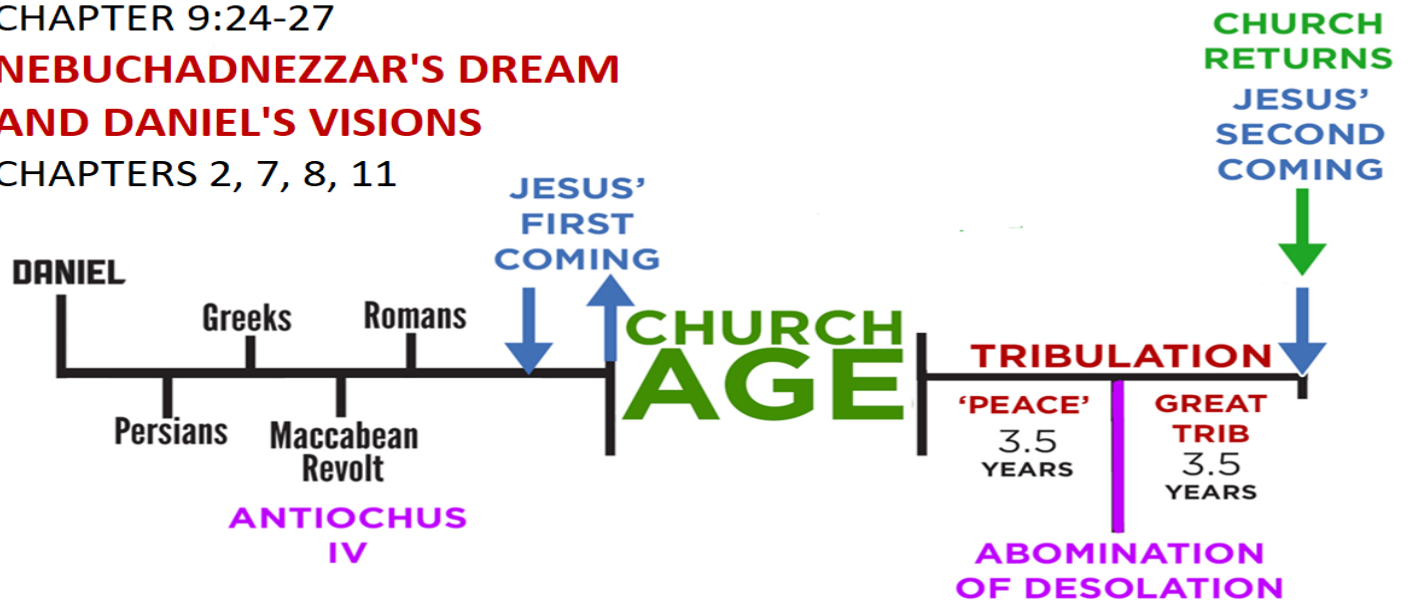 CHAPTER 9:24-27
NEBUCHADNEZZAR'S DREAM
AND DANIEL'S VISIONS
CHAPTERS 2, 7, 8, 11
CHURCH
RETURNS
JESUS’
SECOND
COMING
JESUS’
FIRST
COMING
DANIEL
Greeks
Romans
Persians
Maccabean
Revolt
ANTIOCHUS
IV
CHURCH
AGE
TRIBULATION
‘PEACE’
3.5
YEARS
GREAT
TRIB
3.5
YEARS
ABOMINATION
OF DESOLATION